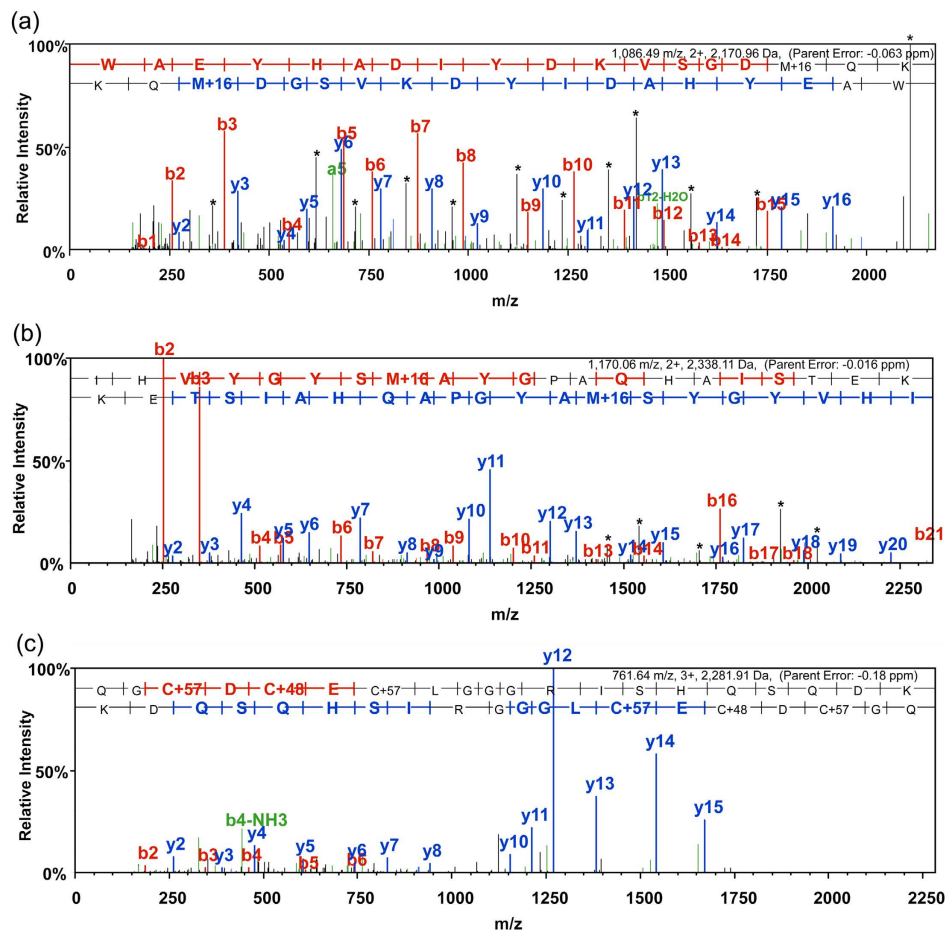 (a)
*
100%
1,086.49 m/z, 2+, 2,170.96 Da, (Parent Error: -0.063 ppm)
W A E Y H A D I Y D K V S G D M+16 Q K
K Q M+16 D G S V K D Y I D A H Y E A W
Relative Intensity
50%
0%
b1 b2 y2 * b3 y3 y4 b4 y5 * a5 y6 b5 * b6 y7 * b7 y8 * b8 y9 * b9 y10 * b10 y11 * b11 y12 * b12-H2O y13 b12 * b13 y14 b14 * b15 y15 y16
0 250 500 750 1000 1250 1500 1750 2000
m/z
(b)
b2
100%
1,170.06 m/z, 2+, 2,338.11 Da, (Parent Error: -0.016 ppm)
I H V b3 Y G Y S M+16 A Y G P A Q H A I S T E K
K E T S I A H Q A P G Y A M+16 S Y G Y V H I
Relative Intensity
50%
0%
y2 y3 y4 b4 y5 b5 y6 b6 y7 b7 y8 b8 y9 b9 y10 y11 b10 b11 y12 y13 b13 * y14 * b14 y15 * y16 b16 y17 b17 * b18 y18 * y19 y20 b21
0 250 500 750 1000 1250 1500 1750 2000 2250
m/z
(c)
y12
100%
761.64 m/z, 3+, 2,281.91 Da, (Parent Error: -0.18 ppm)
Q G C+57 D C+48 E C+57 L G G G R I S H Q S Q D K
K D Q S Q H S I R G G G L C+57 E C+48 D C+57 G Q
Relative Intensity
50%
0%
b2 y2 b3 y3 b4-NH3 b4 y4 y5 b5 y6 b6 y7 y8 y10 y11 y13 y14 y15
0 250 500 750 1000 1250 1500 1750 2000 2250
m/z